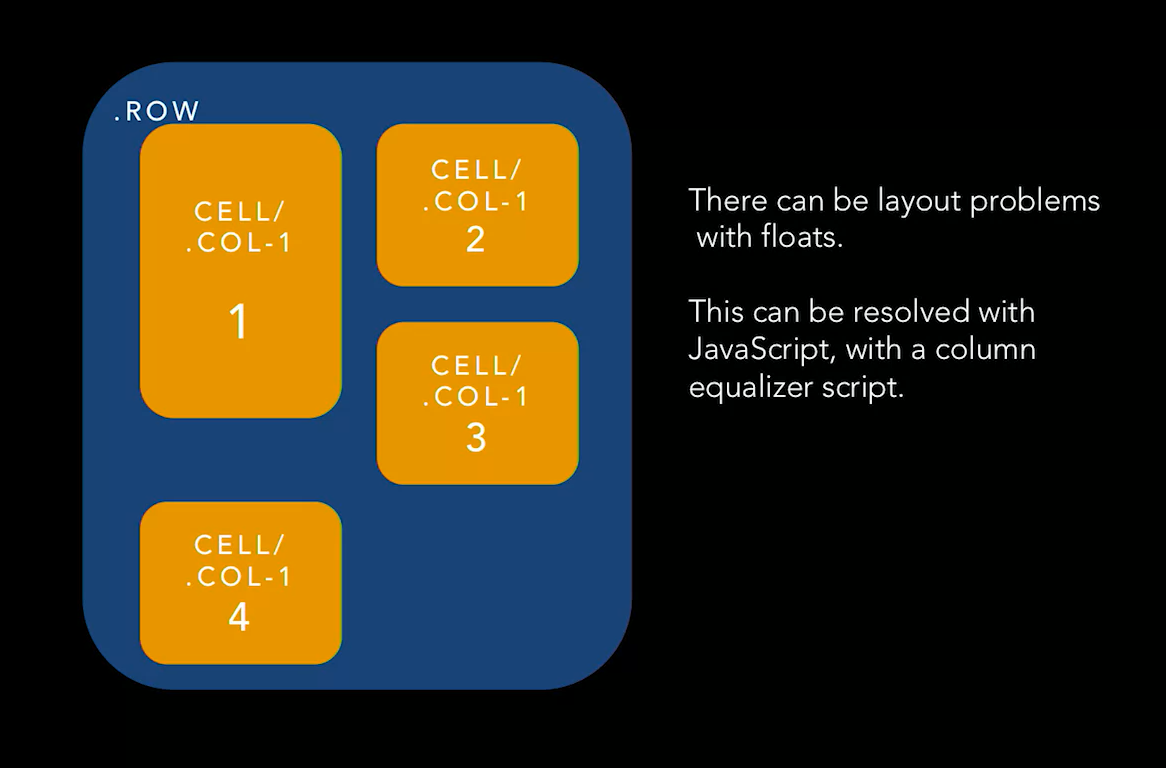 .ROW
CELL/
.COL-1
1
CELL/
.COL-1
2
CELL/
.COL-1
3
CELL/
.COL-1
4
There can be layout problems
with floats.
This can be resolved with
JavaScript, with a column
equalizer script.